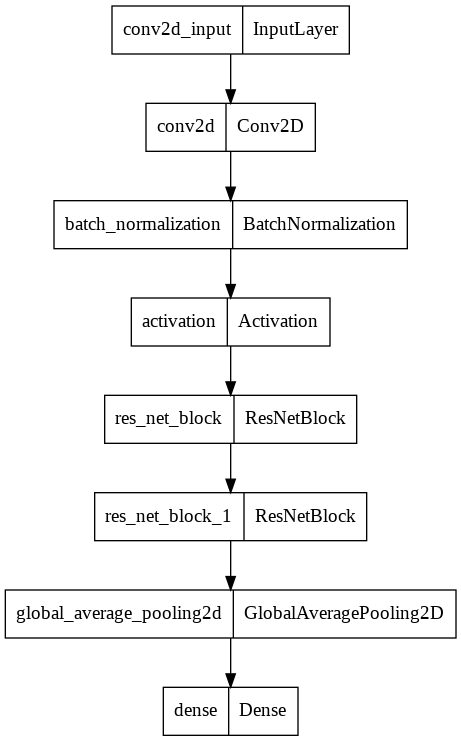 conv2d_input InputLayer
conv2d Conv2D
batch_normalization BatchNormalization
activation Activation
res_net_block ResNetBlock
res_net_block_1 ResNetBlock
global_average_pooling2d GlobalAveragePooling2D
dense Dense